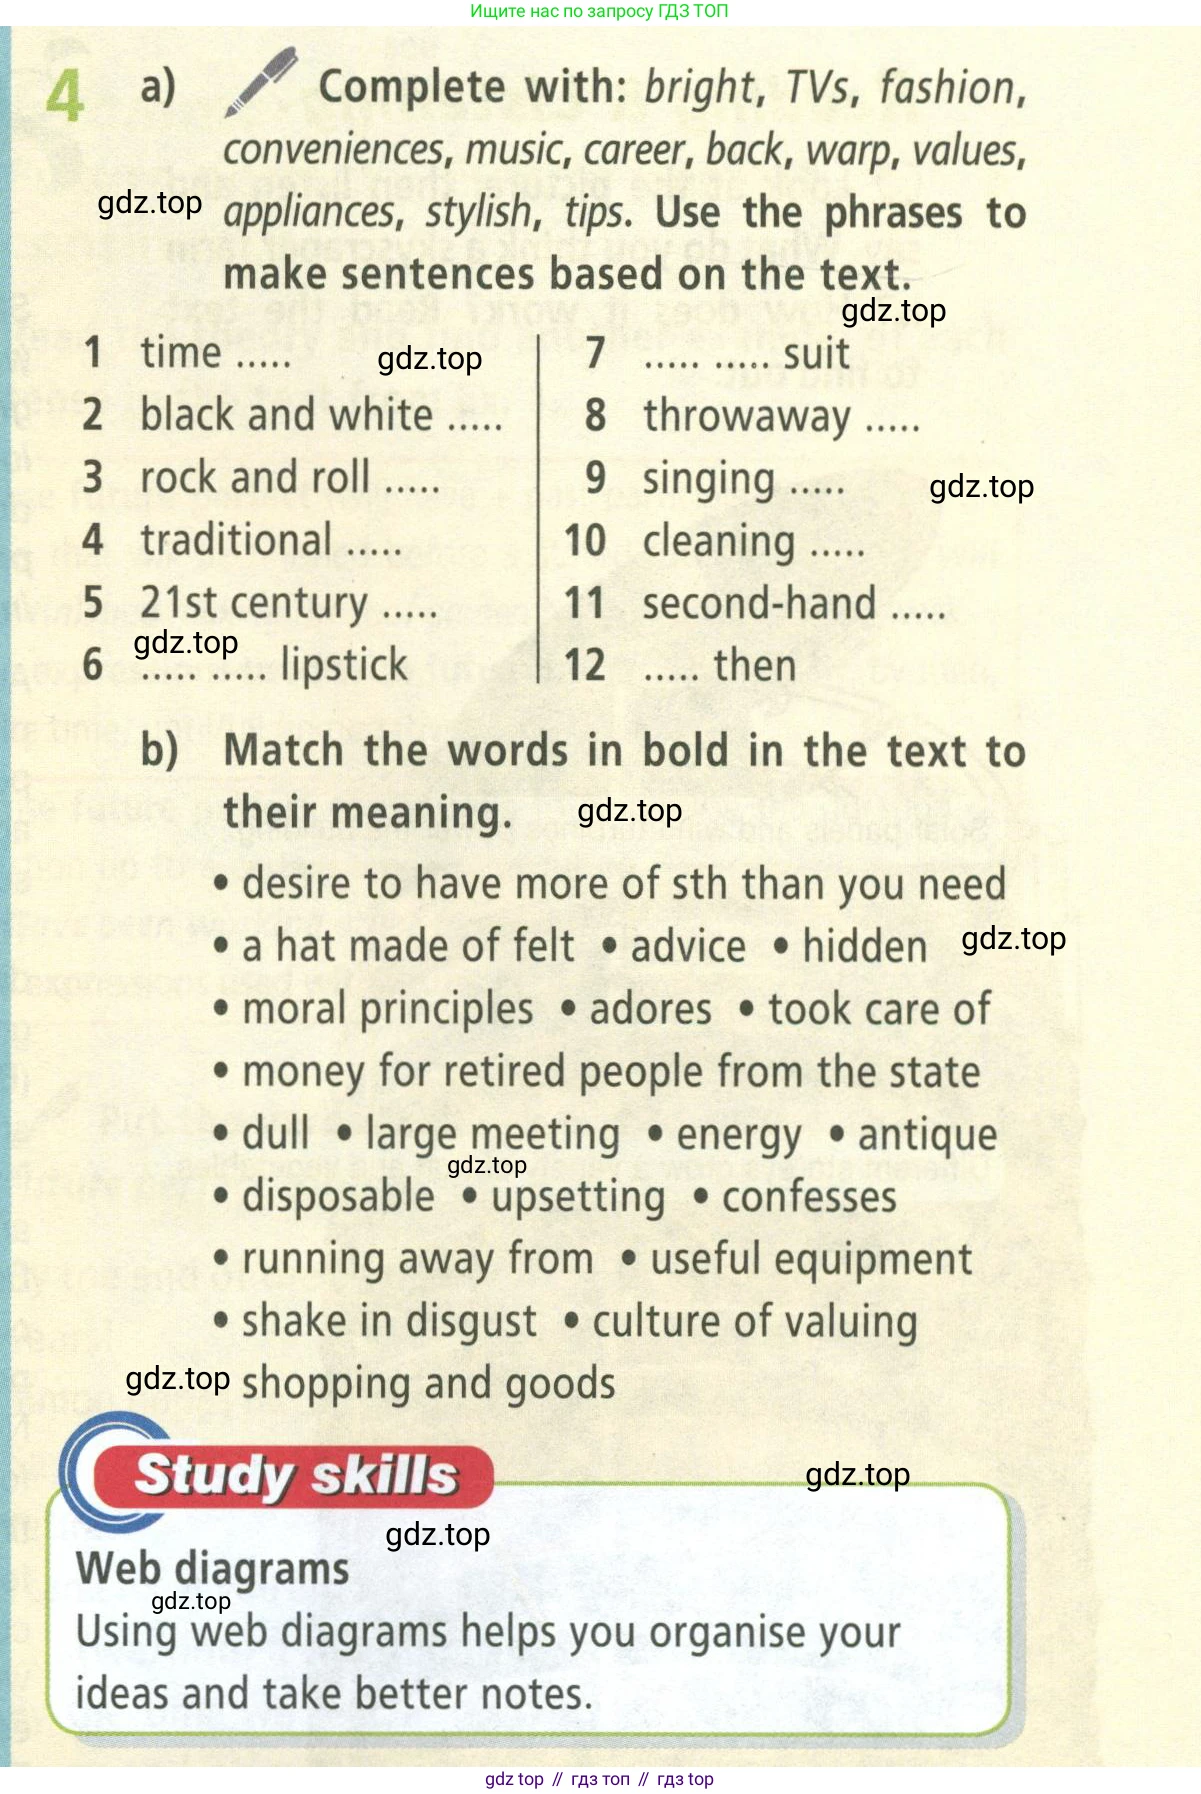 Ищите нас по запросу ГДЗ ТОП
4 a) Complete with: bright, TVs, fashion,
conveniences, music, career, back, warp, values,
gdz.top
appliances, stylish, tips. Use the phrases to
make sentences based on the text.
gdz.top
1 time .....
gdz.top
2 black and white .....
3 rock and roll .....
4 traditional .....
5 21st century .....
gdz.top
6 ..... ..... lipstick
7 ..... ..... suit
8 throwaway .....
9 singing .....
gdz.top
10 cleaning .....
11 second-hand .....
12 ..... then
b) Match the words in bold in the text to
their meaning.
gdz.top
• desire to have more of sth than you need
• a hat made of felt • advice • hidden
gdz.top
• moral principles • adores • took care of
• money for retired people from the state
• dull • large meeting • energy • antique
gdz.top
• disposable • upsetting • confesses
• running away from • useful equipment
• shake in disgust • culture of valuing
gdz.top
shopping and goods
Study skills
gdz.top
gdz.top
Web diagrams
gdz.top
Using web diagrams helps you organise your
ideas and take better notes.
gdz top // гдз топ // gdz top